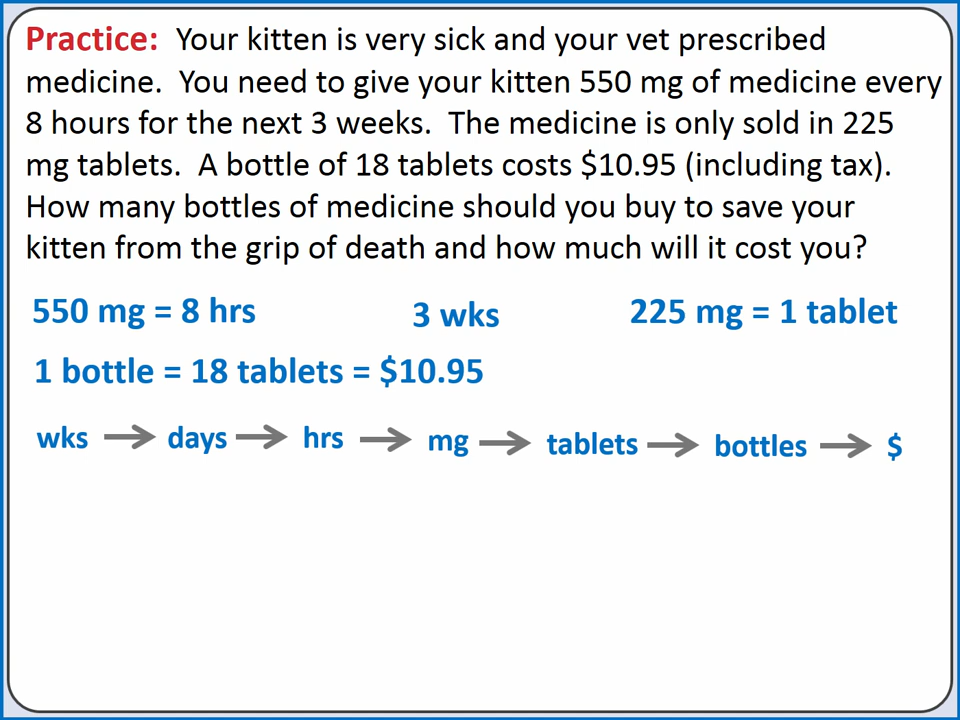 Practice: Your kitten is very sick and your vet prescribed
medicine. You need to give your kitten 550 mg of medicine every
8 hours for the next 3 weeks. The medicine is only sold in 225
mg tablets. A bottle of 18 tablets costs $10.95 (including tax).
How many bottles of medicine should you buy to save your
kitten from the grip of death and how much will it cost you?
550 mg = 8 hrs 3 wks 225 mg = 1 tablet
1 bottle = 18 tablets = $10.95
wks → days → hrs → mg → tablets → bottles → $